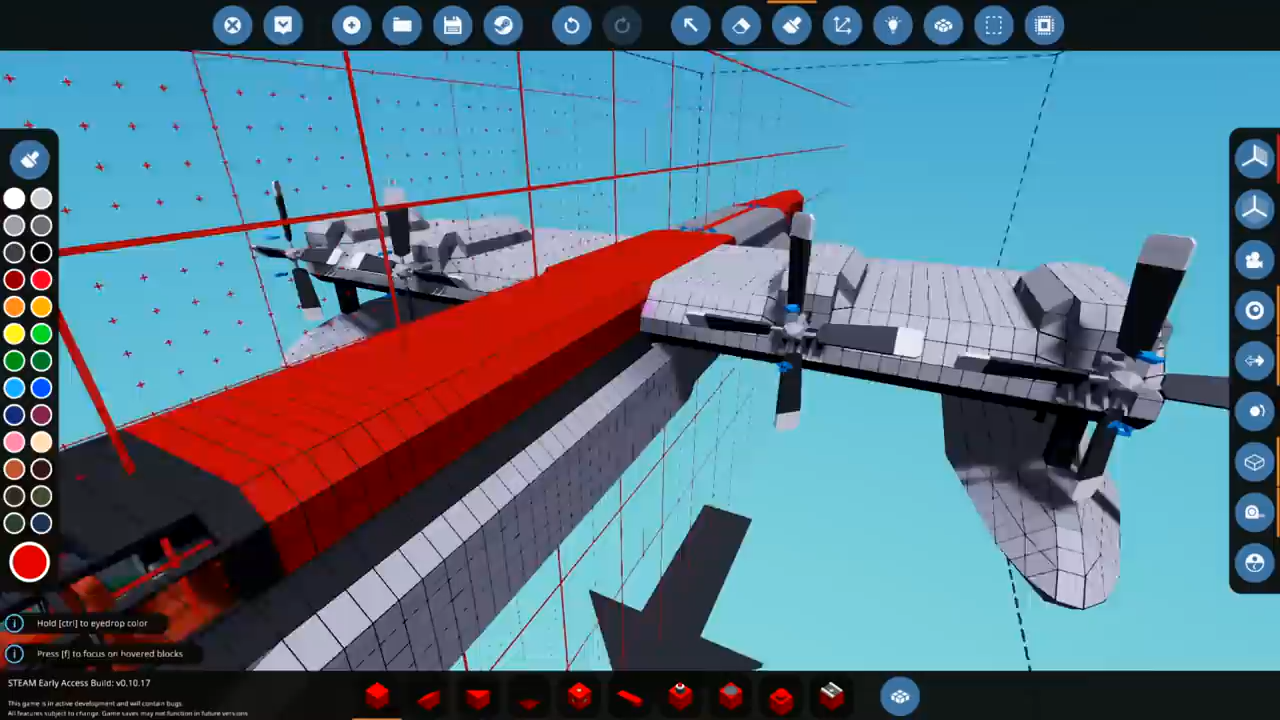 Hold [ctrl] to eyedrop color
Press [f] to focus on hovered blocks
STEAM Early Access Build: v0.10.17
This game is in active development and will contain bugs.
All features subject to change. Game saves may not function in future versions